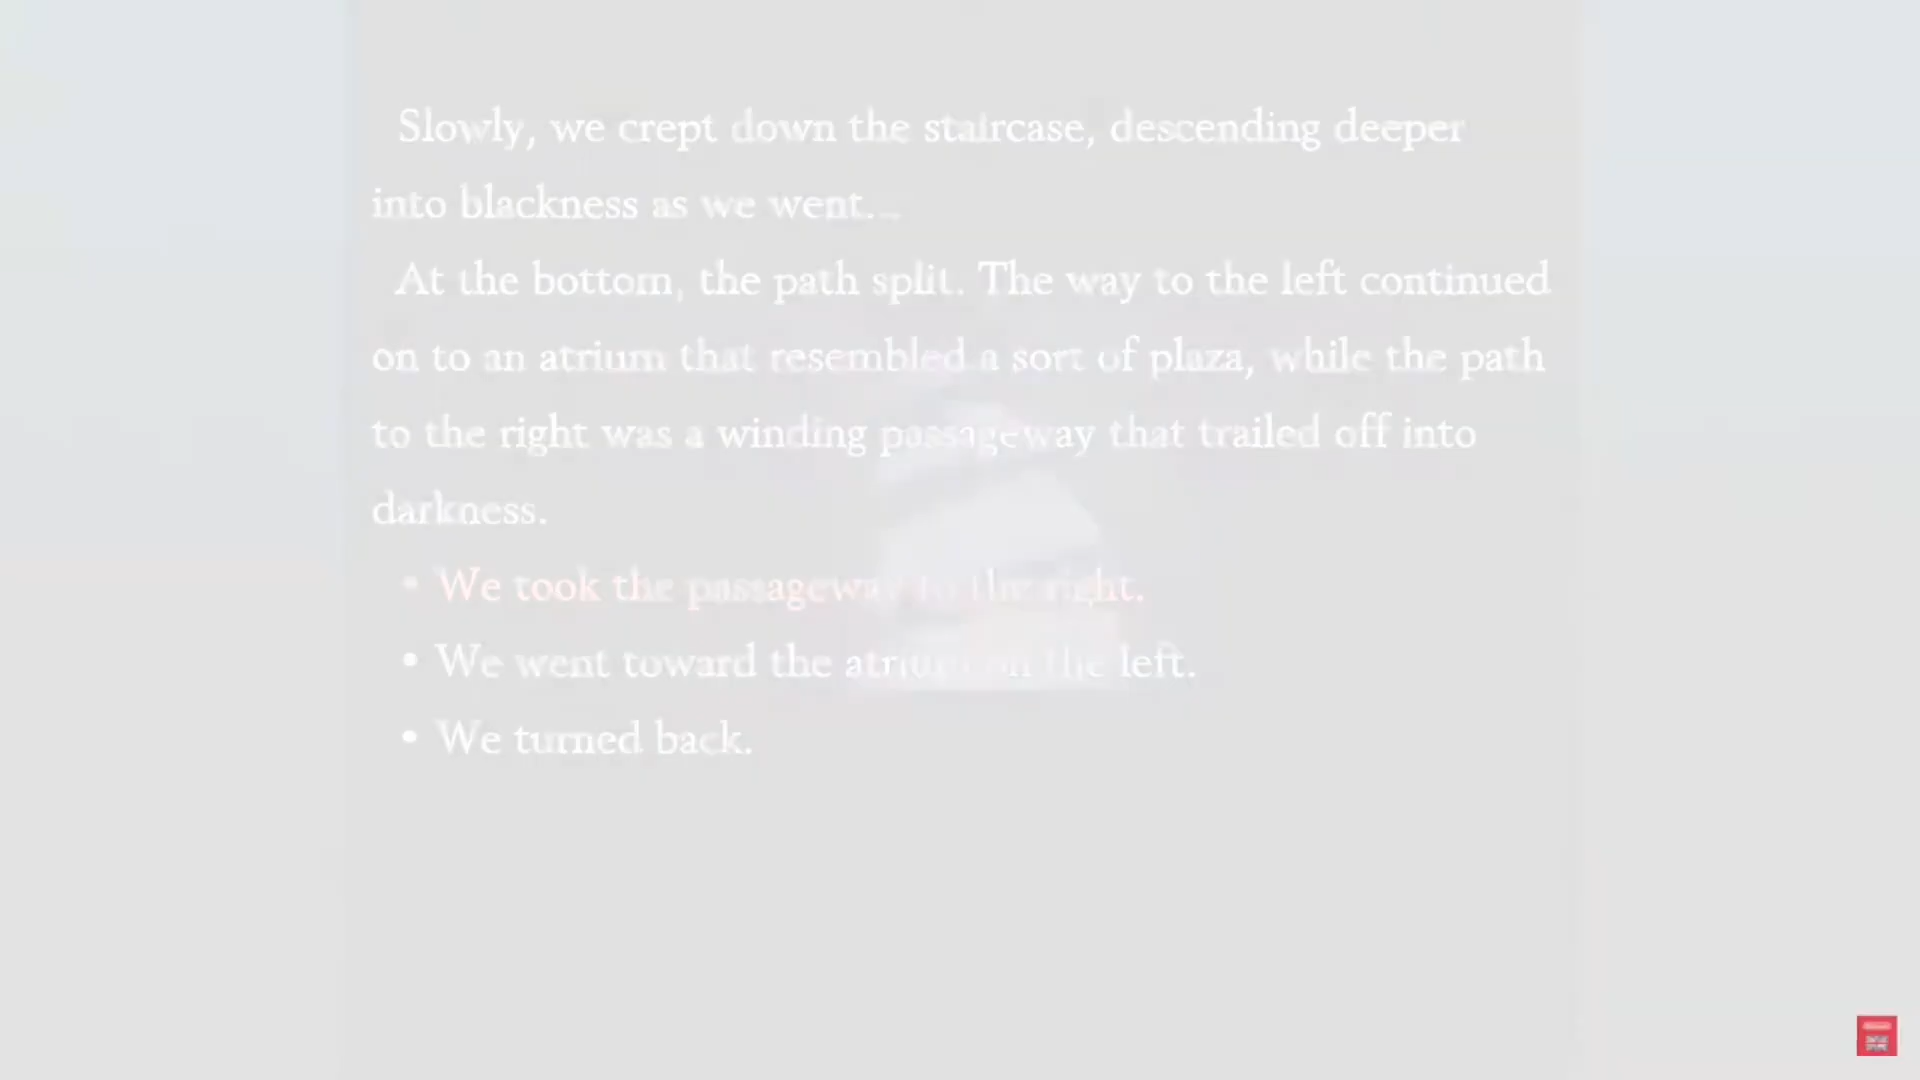 Slowly, we crept down the staircase, descending deeper
into blackness as we went...
At the bottom, the path split. The way to the left continued
on to an atrium that resembled a sort of plaza, while the path
to the right was a winding passageway that trailed off into
darkness.
• We took the passageway to the right.
• We went toward the atrium on the left.
• We turned back.